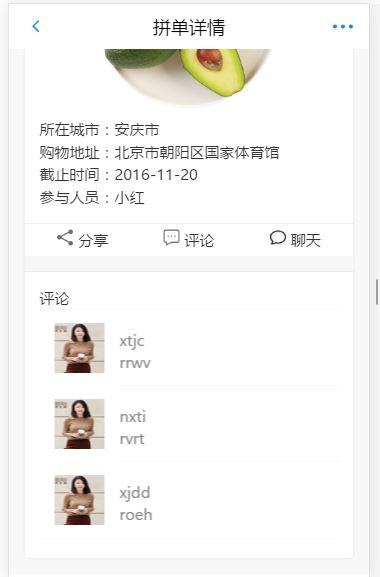 拼单详情
所在城市：安庆市
购物地址：北京市朝阳区国家体育馆
截止时间：2016-11-20
参与人员：小红
分享 评论 聊天
评论
xtjc
rrwv
nxti
rvrt
xjdd
roeh